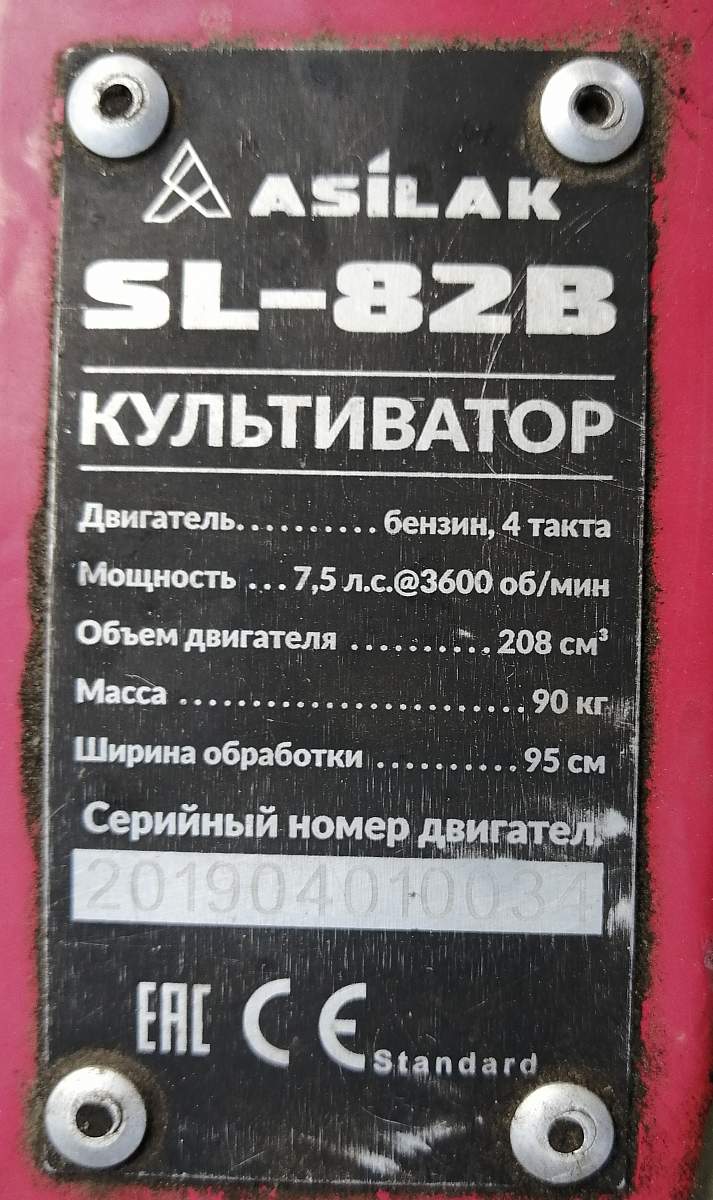 ASILAK
SL-82B
КУЛЬТИВАТОР
Двигатель.......... бензин, 4 такта
Мощность ... 7,5 л.с.@3600 об/мин
Объем двигателя .......... 208 см³
Масса ........................ 90 кг
Ширина обработки .......... 95 см
Серийный номер двигател
201904010034
EAC CE Standard